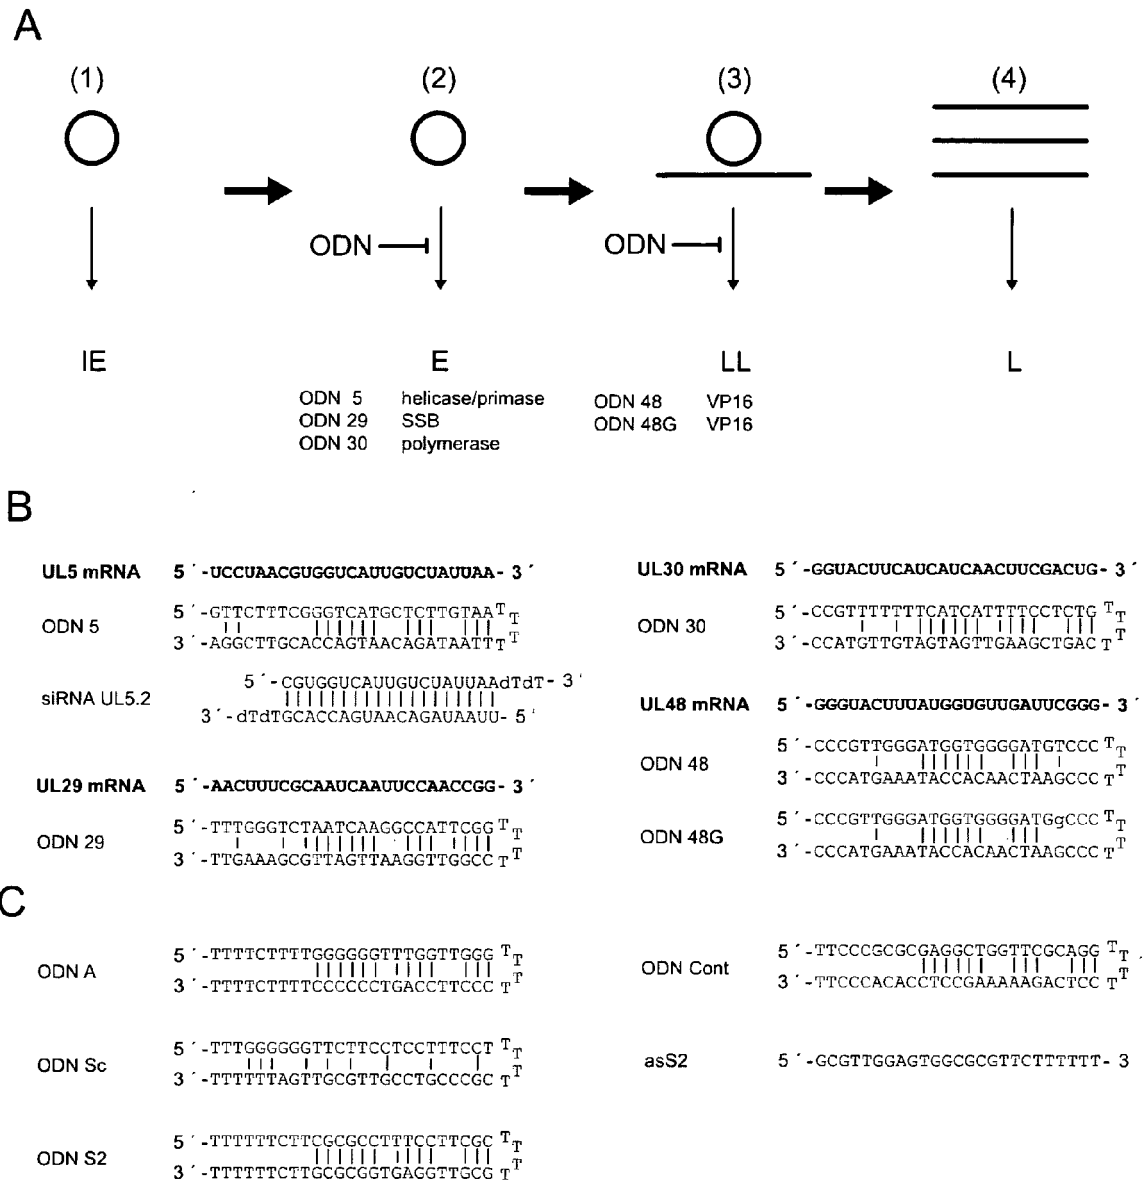 A
(1) (2) (3) (4)
ODN ODN
IE E LL L
ODN 5 helicase/primase
ODN 29 SSB
ODN 30 polymerase
ODN 48 VP16
ODN 48G VP16
B
UL5 mRNA 5 ´-UCCUAACGUGGUCAUUGUCUAUUAA- 3 ´
ODN 5
5 ´-GTTCTTTCGGGTCATGCTCTTGTAA T T
3 ´-AGGCTTGCACCAGTAACAGATAATT T T
siRNA UL5.2
5 ´-CGUGGUCAUUGUCUAUUAAdTdT- 3 ´
3 ´-dTdTGCACCAGUAACAGAUAAUU- 5 ´
UL29 mRNA 5 ´-AACUUUCGCAAUCAAUUCCAACCGG- 3 ´
ODN 29
5 ´-TTTGGGTCTAATCAAGGCCATTCGG T T
3 ´-TTGAAAGCGTTAGTTAAGGTTGGCC T T
UL30 mRNA 5 ´-GGUACUUCAUCAUCAACUUCGACUG- 3 ´
ODN 30
5 ´-CCGTTTTTTTCATCATTTTCCTCTG T T
3 ´-CCATGTTGTAGTAGTTGAAGCTGAC T T
UL48 mRNA 5 ´-GGGUACUUUAUGGUGUUGAUUCGGG- 3 ´
ODN 48
5 ´-CCCGTTGGGATGGTGGGGATGTCCC T T
3 ´-CCCATGAAATACCACAACTAAGCCC T T
ODN 48G
5 ´-CCCGTTGGGATGGTGGGGATGgCCC T T
3 ´-CCCATGAAATACCACAACTAAGCCC T T
C
ODN A
5 ´-TTTTCTTTTGGGGGGTTTGGTTGGG T T
3 ´-TTTTCTTTTCCCCCCTGACCTTCCC T T
ODN Sc
5 ´-TTTGGGGGGTTCTTCCTCCTTTCCT T T
3 ´-TTTTTTAGTTGCGTTGCCTGCCCGC T T
ODN S2
5 ´-TTTTTTCTTCGCGCCTTTCCTTCGC T T
3 ´-TTTTTTCTTGCGCGGTGAGGTTGCG T T
ODN Cont
5 ´-TTCCCGCGCGAGGCTGGTTCGCAGG T T
3 ´-TTCCCACACCTCCGAAAAAGACTCC T T
asS2 5 ´-GCGTTGGAGTGGCGCGTTCTTTTTT- 3